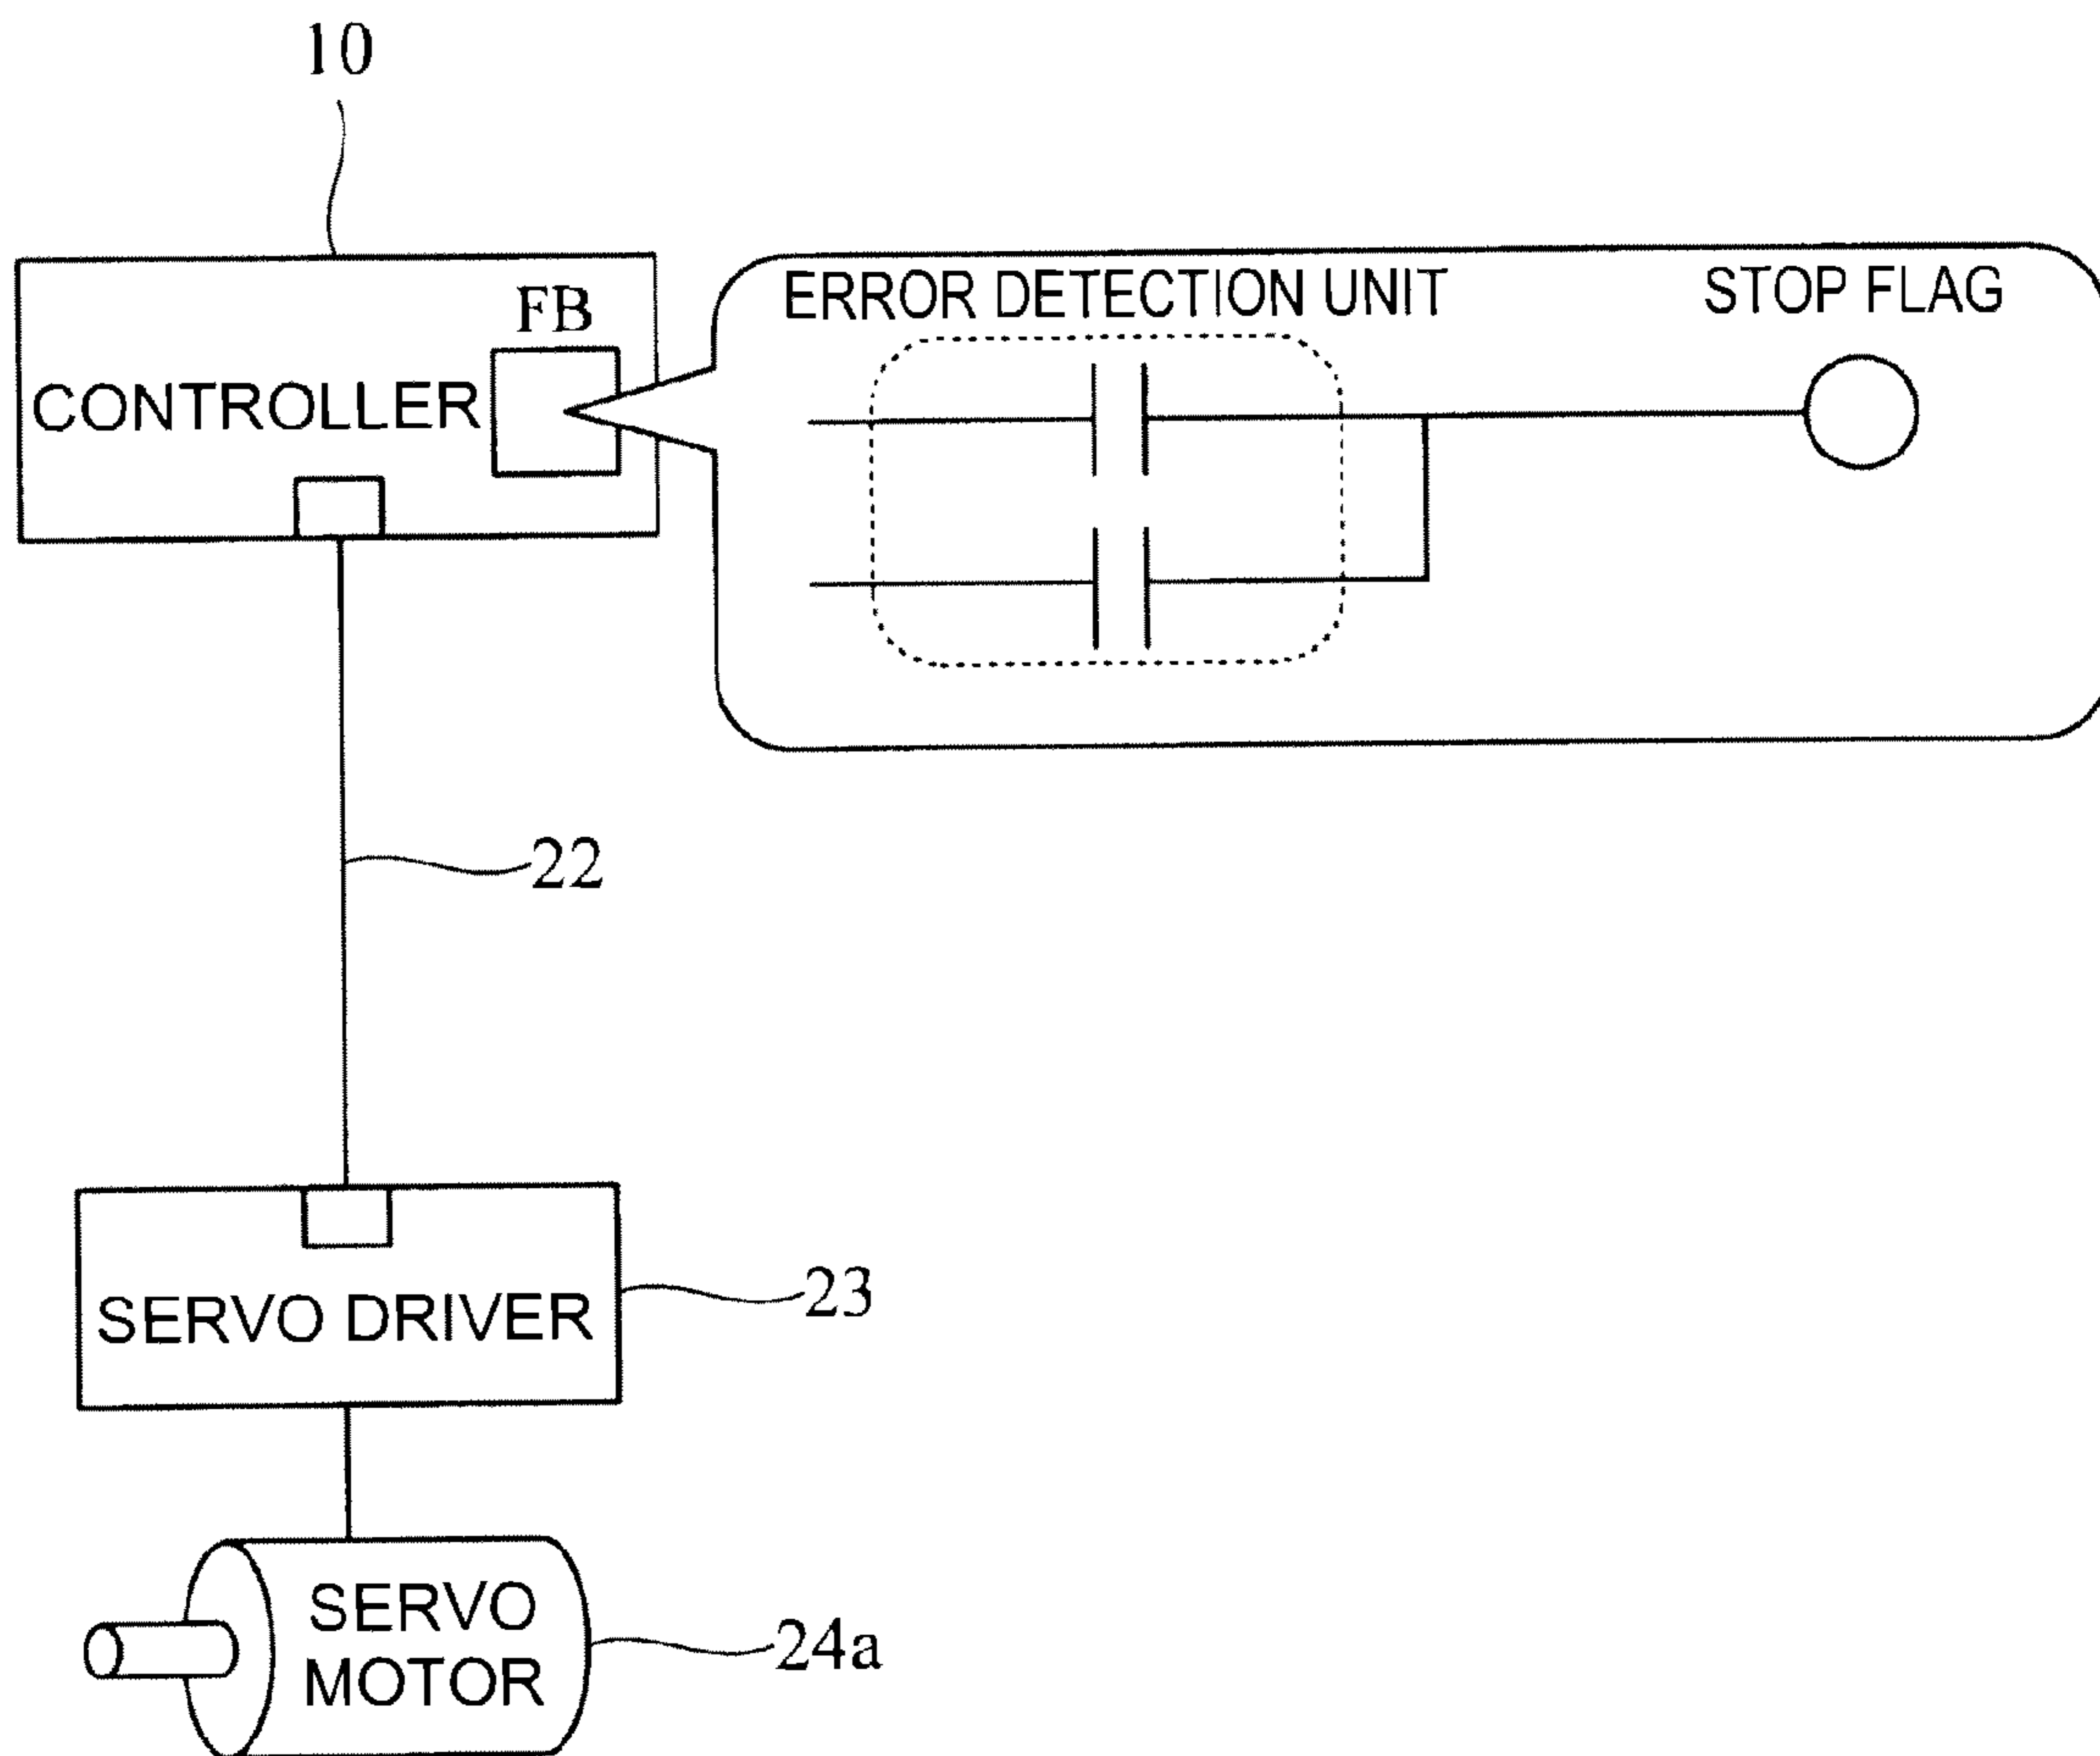 10
FB
CONTROLLER
ERROR DETECTION UNIT
STOP FLAG
22
SERVO DRIVER
23
SERVO
MOTOR
24a